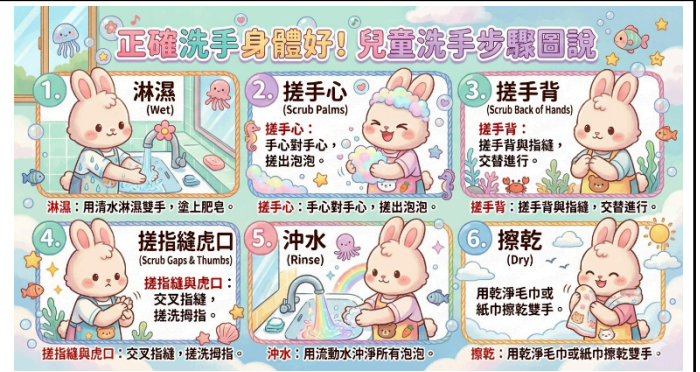 正確洗手身體好！兒童洗手步驟圖說
1.
淋濕
(Wet)
淋濕：用清水淋濕雙手，塗上肥皂。
2.
搓手心
(Scrub Palms)
搓手心：
手心對手心，
搓出泡泡。
搓手心：手心對手心，搓出泡泡。
3.
搓手背
(Scrub Back of Hands)
搓手背：
搓手背與指縫，
交替進行。
搓手背：搓手背與指縫，交替進行。
4.
搓指縫虎口
(Scrub Gaps & Thumbs)
搓指縫與虎口：
交叉指縫，
搓洗拇指。
搓指縫與虎口：交叉指縫，搓洗拇指。
5.
沖水
(Rinse)
沖水：用流動水沖淨所有泡泡。
6.
擦乾
(Dry)
用乾淨毛巾或
紙巾擦乾雙手。
擦乾：用乾淨毛巾或紙巾擦乾雙手。